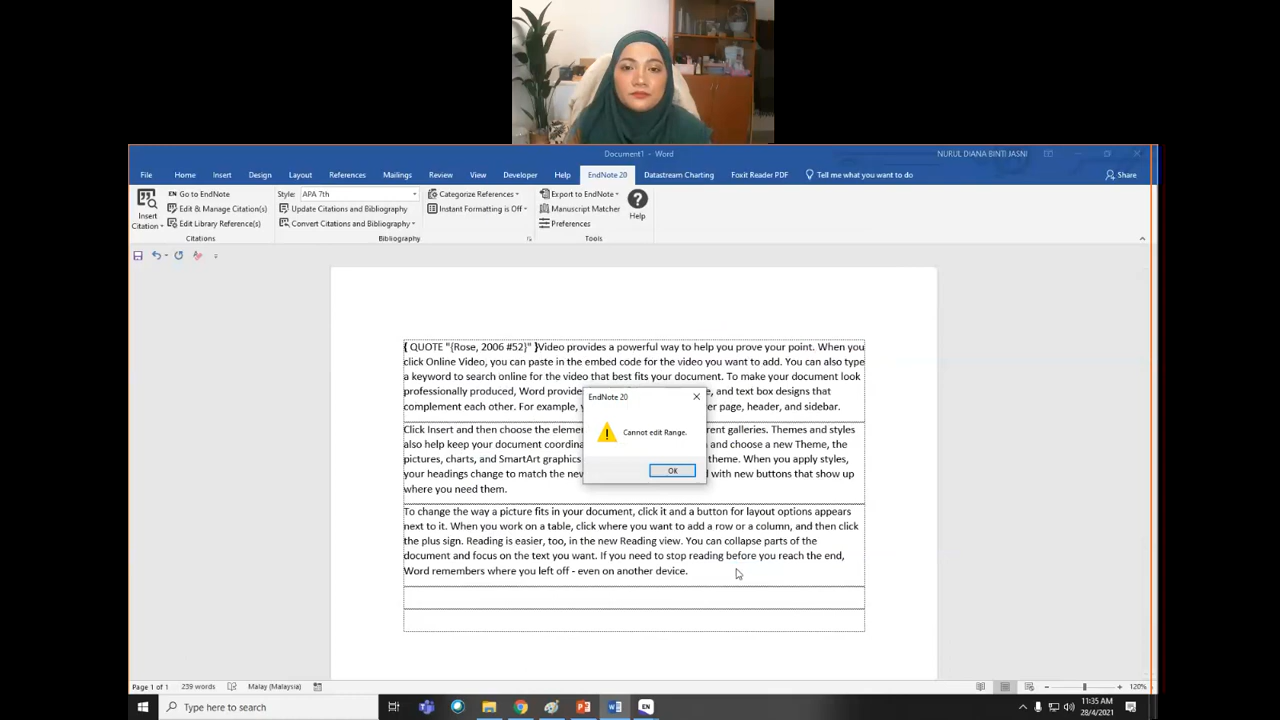 Document1 - Word
NURUL DIANA BINTI JASNI
File Insert Home Design Layout References Mailings Review View Developer Help EndNote 20 Datastream Charting Foxit Reader PDF Tell me what you want to do Share
Insert Citation
Go to EndNote
Edit & Manage Citation(s)
Edit Library Reference(s)
Citations
Style: APA 7th
Update Citations and Bibliography
Convert Citations and Bibliography
Categorize References
Instant Formatting is Off
Bibliography
Export to EndNote
Manuscript Matcher
Preferences
Help
Tools
{ QUOTE "{Rose, 2006 #52}" }Video provides a powerful way to help you prove your point. When you
click Online Video, you can paste in the embed code for the video you want to add. You can also type
a keyword to search online for the video that best fits your document. To make your document look
professionally produced, Word provide e, and text box designs that
complement each other. For example, y er page, header, and sidebar.
Click Insert and then choose the eleme rent galleries. Themes and styles
also help keep your document coordina and choose a new Theme, the
pictures, charts, and SmartArt graphics theme. When you apply styles,
your headings change to match the nev d with new buttons that show up
where you need them.
To change the way a picture fits in your document, click it and a button for layout options appears
next to it. When you work on a table, click where you want to add a row or a column, and then click
the plus sign. Reading is easier, too, in the new Reading view. You can collapse parts of the
document and focus on the text you want. If you need to stop reading before you reach the end,
Word remembers where you left off - even on another device.
EndNote 20
Cannot edit Range.
OK
Page 1 of 1 239 words Malay (Malaysia) 120%
Type here to search
EN
11:35 AM
28/4/2021